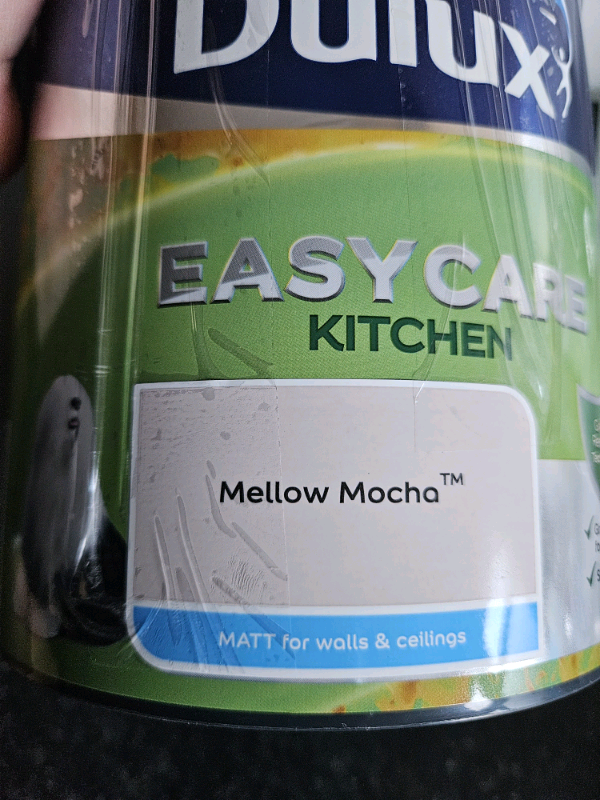 Dulux
EASYCARE
KITCHEN
Mellow Mocha™
MATT for walls & ceilings